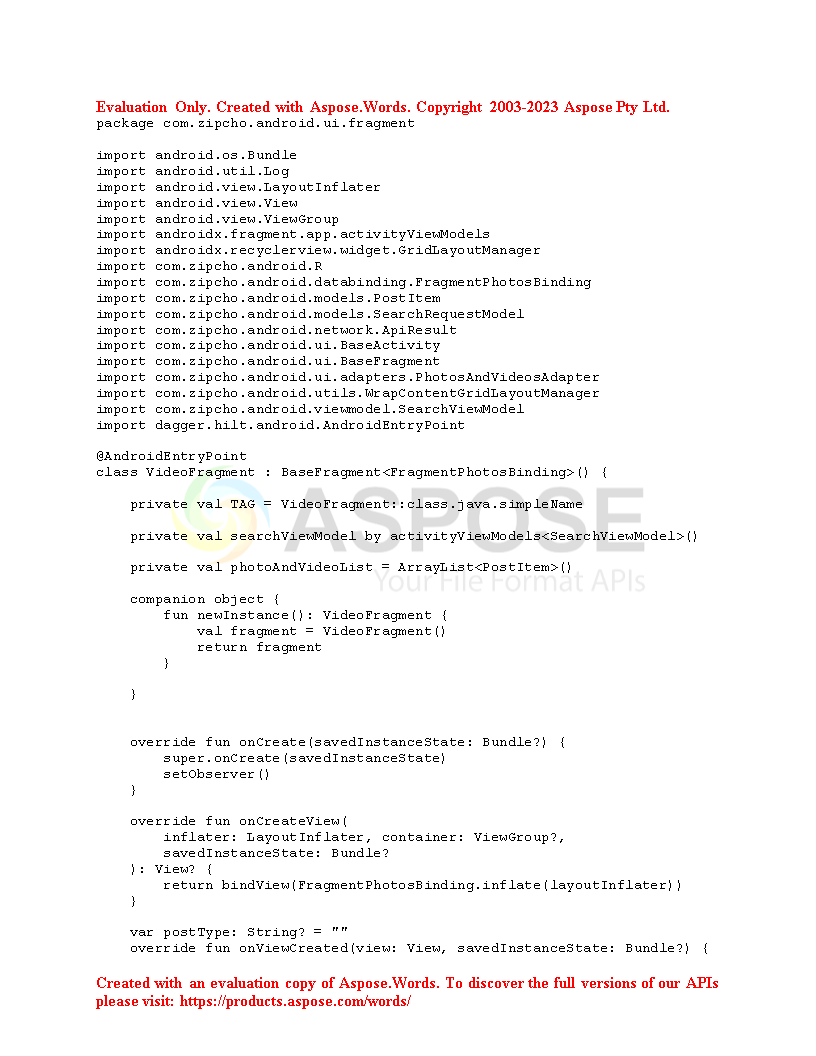 Evaluation Only. Created with Aspose.Words. Copyright 2003-2023 Aspose Pty Ltd.
package com.zipcho.android.ui.fragment

import android.os.Bundle
import android.util.Log
import android.view.LayoutInflater
import android.view.View
import android.view.ViewGroup
import androidx.fragment.app.activityViewModels
import androidx.recyclerview.widget.GridLayoutManager
import com.zipcho.android.R
import com.zipcho.android.databinding.FragmentPhotosBinding
import com.zipcho.android.models.PostItem
import com.zipcho.android.models.SearchRequestModel
import com.zipcho.android.network.ApiResult
import com.zipcho.android.ui.BaseActivity
import com.zipcho.android.ui.BaseFragment
import com.zipcho.android.ui.adapters.PhotosAndVideosAdapter
import com.zipcho.android.utils.WrapContentGridLayoutManager
import com.zipcho.android.viewmodel.SearchViewModel
import dagger.hilt.android.AndroidEntryPoint

@AndroidEntryPoint
class VideoFragment : BaseFragment<FragmentPhotosBinding>() {

    private val TAG = VideoFragment::class.java.simpleName
ASPOSE
    private val searchViewModel by activityViewModels<SearchViewModel>()

    private val photoAndVideoList = ArrayList<PostItem>()
Your File Format APIs

    companion object {
        fun newInstance(): VideoFragment {
            val fragment = VideoFragment()
            return fragment
        }

    }


    override fun onCreate(savedInstanceState: Bundle?) {
        super.onCreate(savedInstanceState)
        setObserver()
    }

    override fun onCreateView(
        inflater: LayoutInflater, container: ViewGroup?,
        savedInstanceState: Bundle?
    ): View? {
        return bindView(FragmentPhotosBinding.inflate(layoutInflater))
    }

    var postType: String? = ""
    override fun onViewCreated(view: View, savedInstanceState: Bundle?) {

Created with an evaluation copy of Aspose.Words. To discover the full versions of our APIs
please visit: https://products.aspose.com/words/